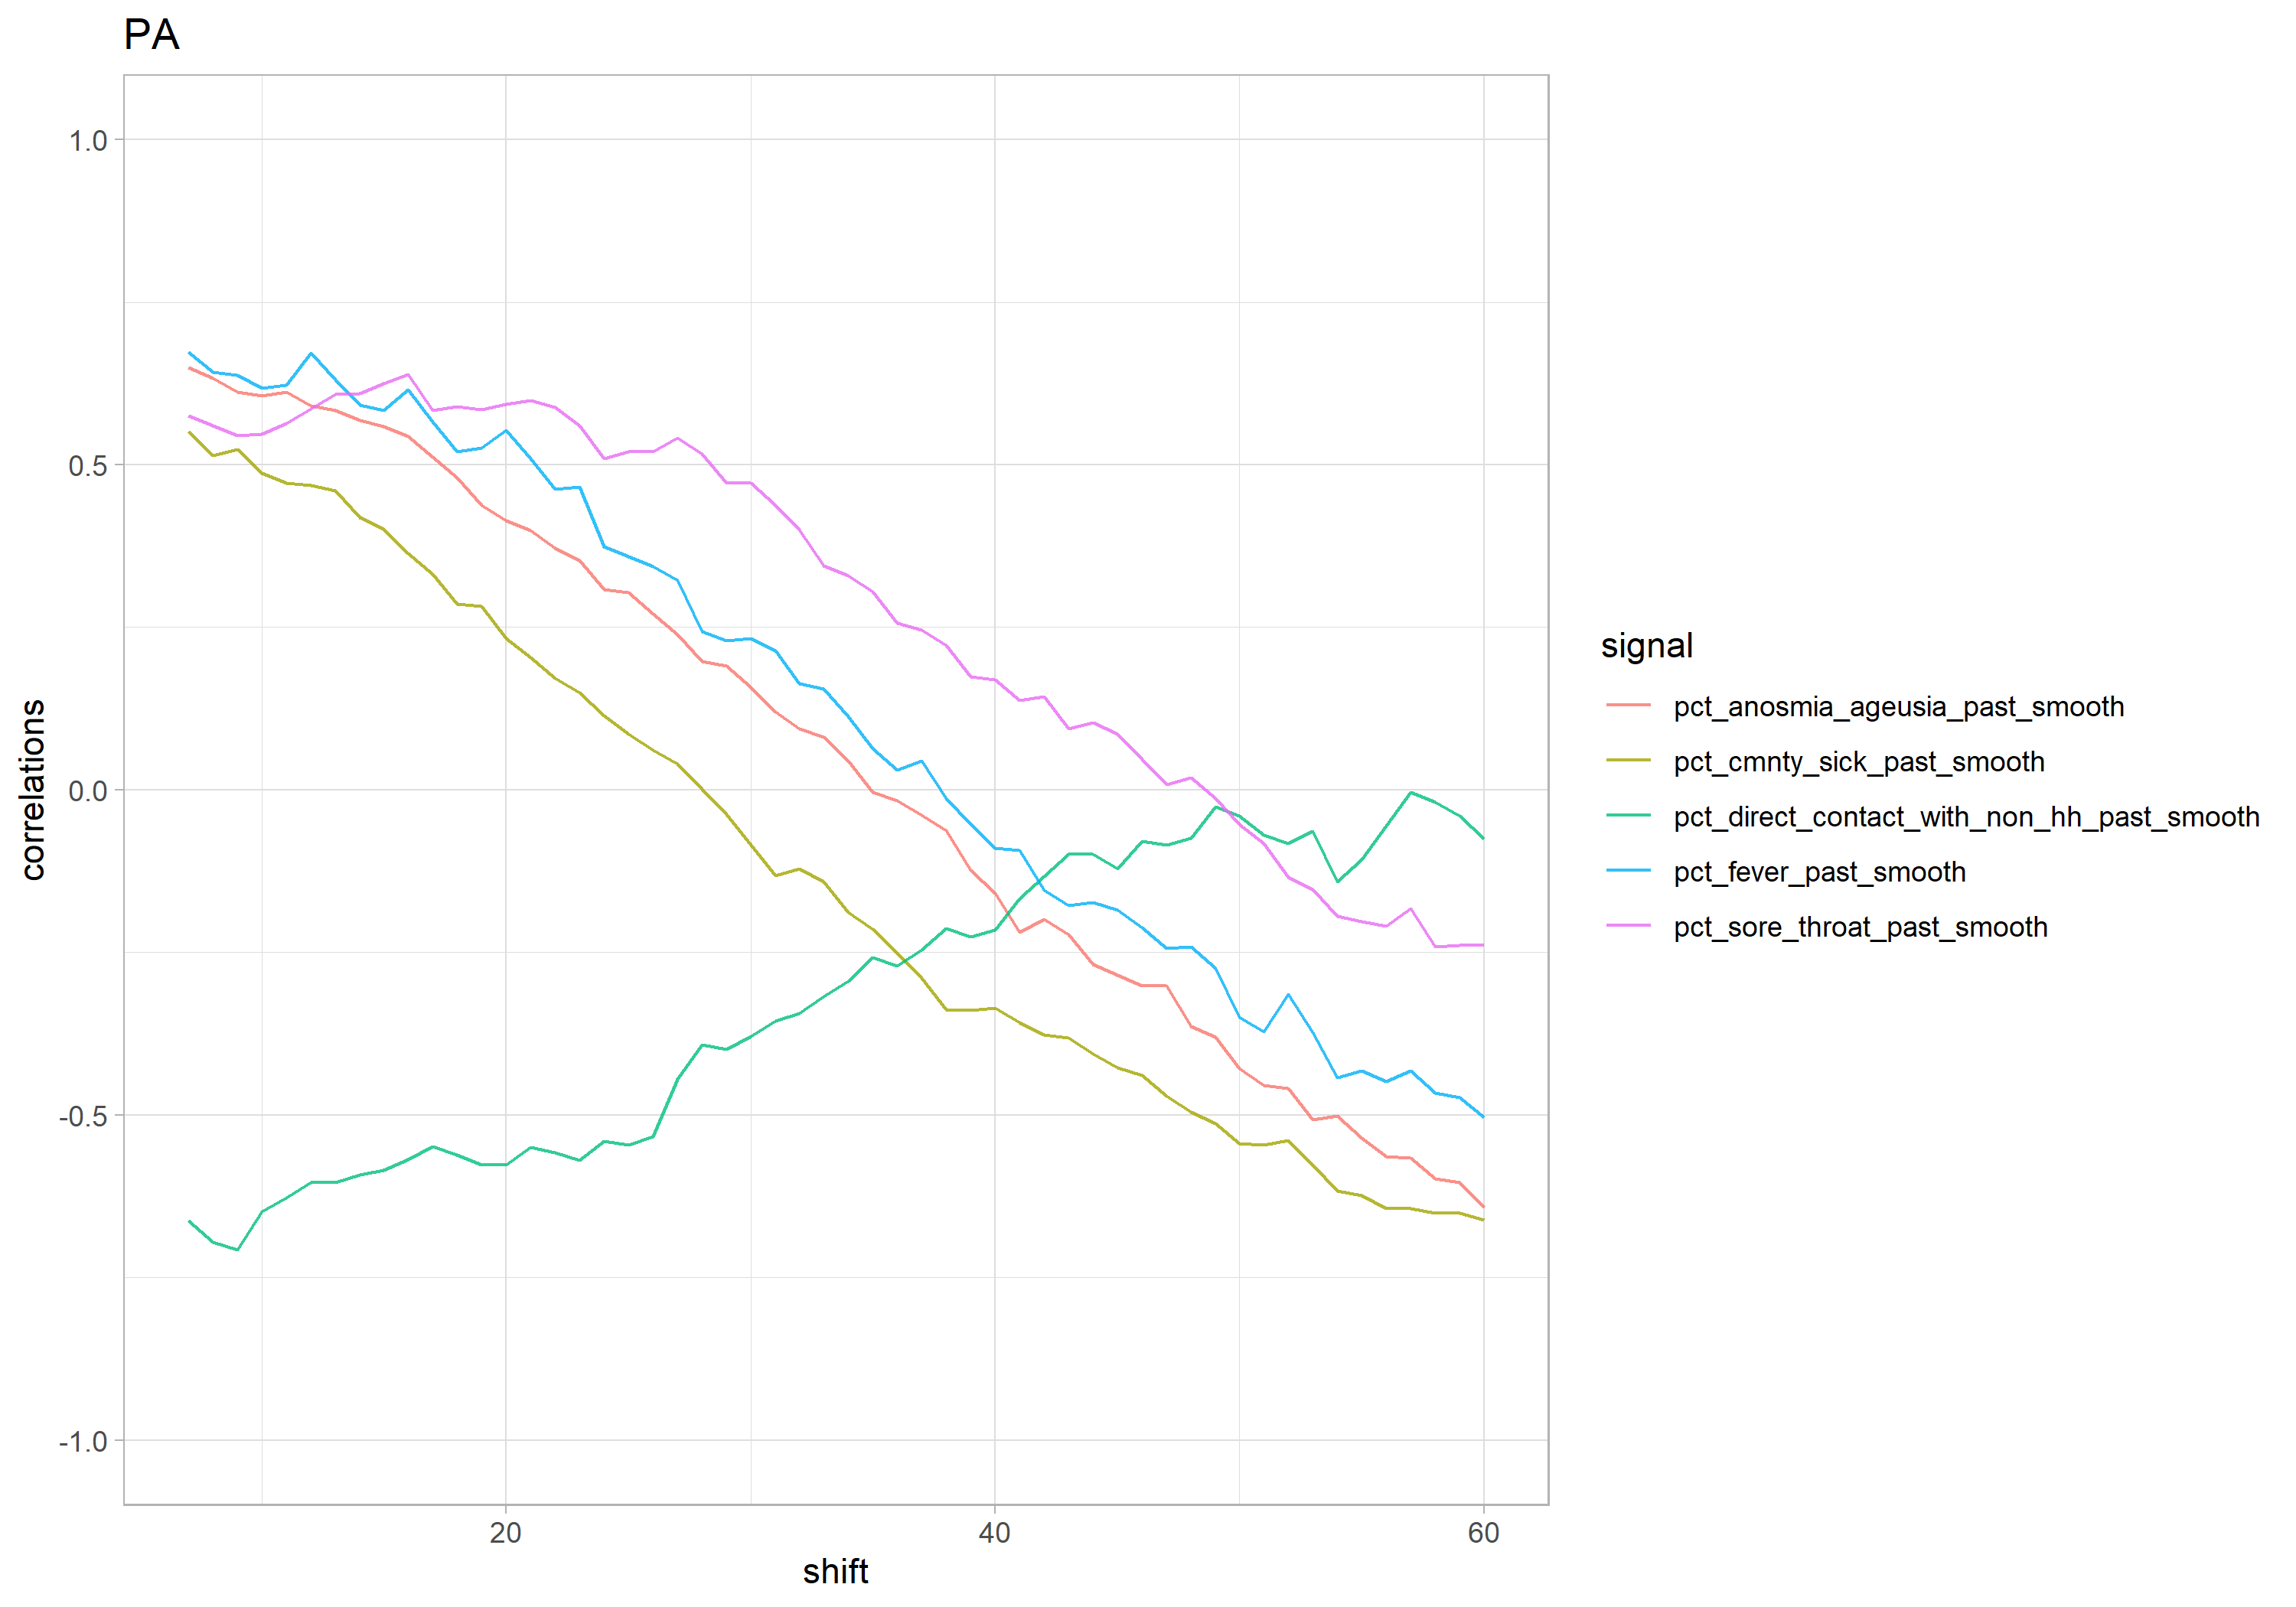 PA
1.0
0.5
0.0
-0.5
-1.0
correlations
20 40 60
shift
signal
pct_anosmia_ageusia_past_smooth
pct_cmnty_sick_past_smooth
pct_direct_contact_with_non_hh_past_smooth
pct_fever_past_smooth
pct_sore_throat_past_smooth